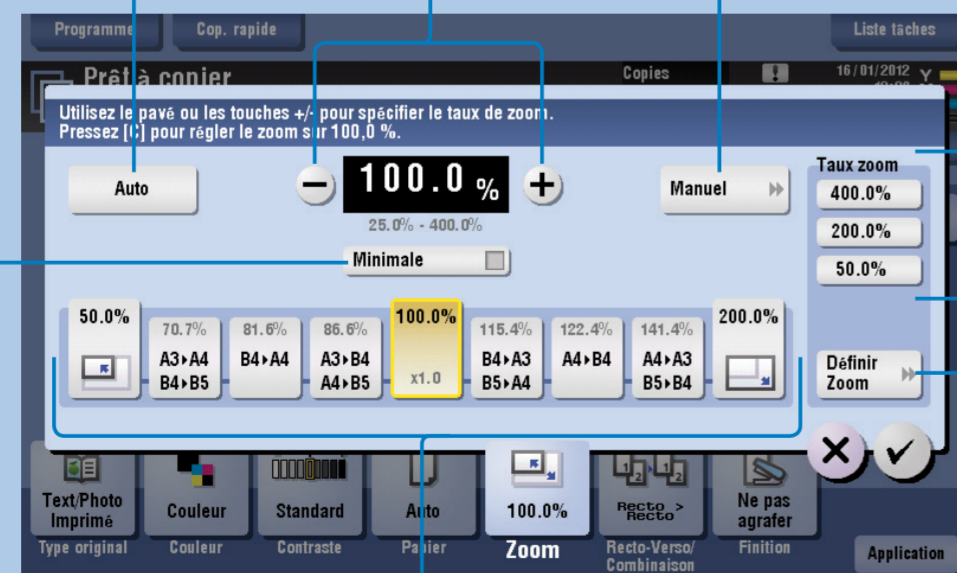 Programme
Cop. rapide
Liste tâches
Prêt à copier
Copies
16/01/2012
Y
Utilisez le pavé ou les touches +/- pour spécifier le taux de zoom.
Pressez [C] pour régler le zoom sur 100,0 %.
Auto
100.0 %
25.0% - 400.0%
Manuel
Minimale
Taux zoom
400.0%
200.0%
50.0%
Définir
Zoom
50.0%
70.7%
A3▸A4
B4▸B5
81.6%
B4▸A4
86.6%
A3▸B4
A4▸B5
100.0%
x1.0
115.4%
B4▸A3
B5▸A4
122.4%
A4▸B4
141.4%
A4▸A3
B5▸B4
200.0%
Text/Photo
Imprimé
Type original
Couleur
Couleur
Standard
Contraste
Auto
Papier
100.0%
Zoom
1 2 1 2
Recto >
Recto
Recto-Verso/
Combinaison
Ne pas
agrafer
Finition
Application